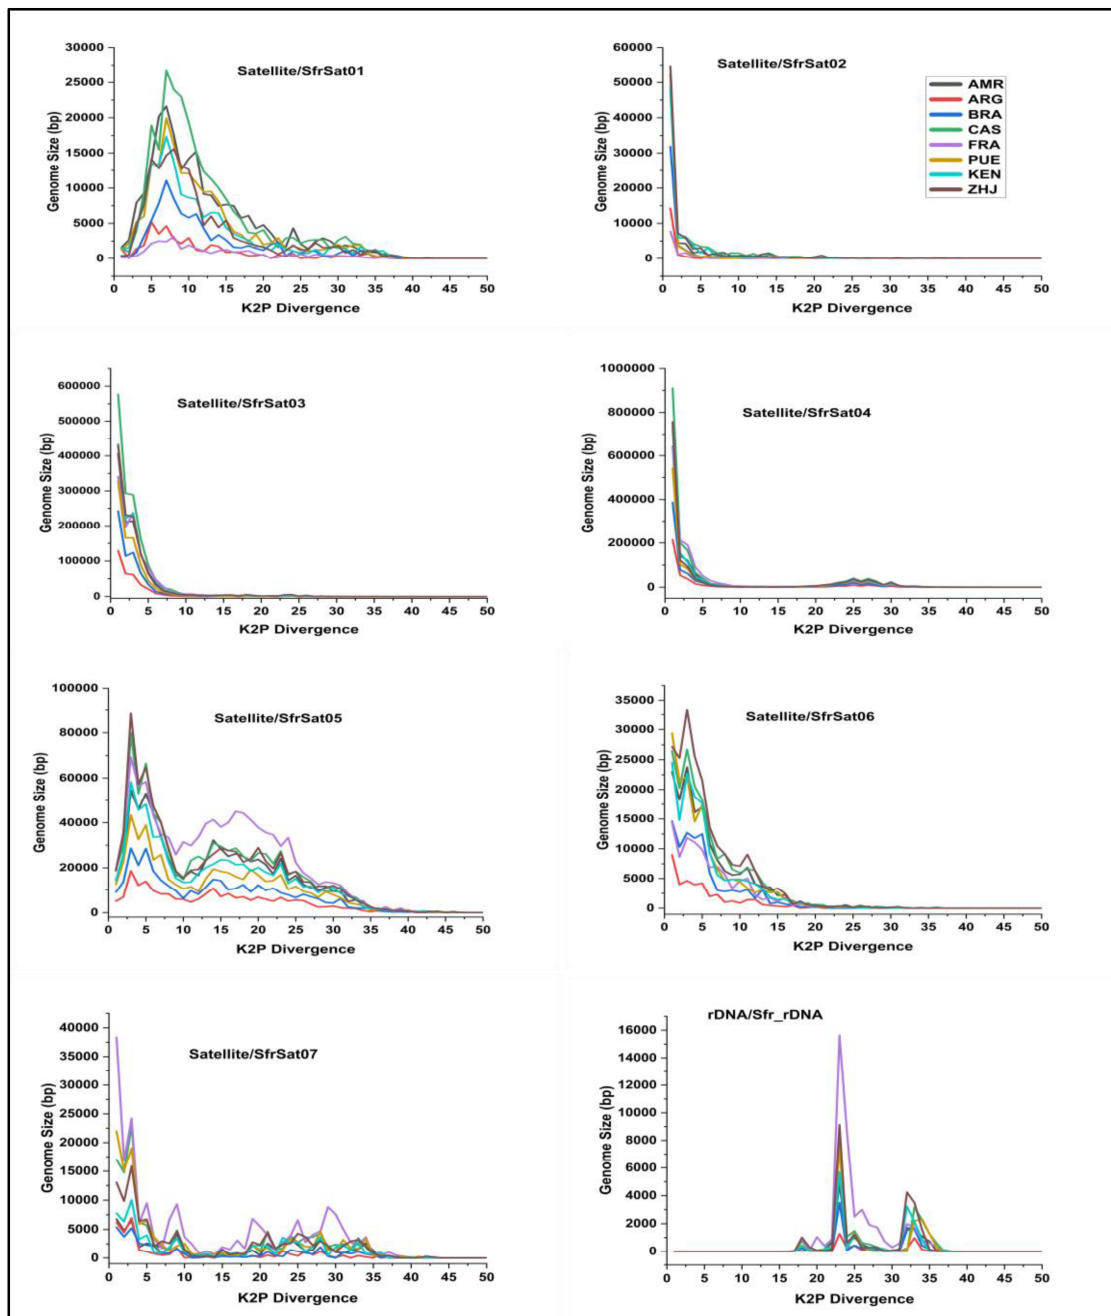 Satellite/SfrSat01
Genome Size (bp)
30000
25000
20000
15000
10000
5000
0
0 5 10 15 20 25 30 35 40 45 50
K2P Divergence
Satellite/SfrSat02
Genome Size (bp)
60000
50000
40000
30000
20000
10000
0
0 5 10 15 20 25 30 35 40 45 50
K2P Divergence
AMR
ARG
BRA
CAS
FRA
PUE
KEN
ZHJ
Satellite/SfrSat03
Genome Size (bp)
600000
500000
400000
300000
200000
100000
0
0 5 10 15 20 25 30 35 40 45 50
K2P Divergence
Satellite/SfrSat04
Genome Size (bp)
1000000
800000
600000
400000
200000
0
0 5 10 15 20 25 30 35 40 45 50
K2P Divergence
Satellite/SfrSat05
Genome Size (bp)
100000
80000
60000
40000
20000
0
0 5 10 15 20 25 30 35 40 45 50
K2P Divergence
Satellite/SfrSat06
Genome Size (bp)
35000
30000
25000
20000
15000
10000
5000
0
0 5 10 15 20 25 30 35 40 45 50
K2P Divergence
Satellite/SfrSat07
Genome Size (bp)
40000
35000
30000
25000
20000
15000
10000
5000
0
0 5 10 15 20 25 30 35 40 45 50
K2P Divergence
rDNA/Sfr_rDNA
Genome Size (bp)
16000
14000
12000
10000
8000
6000
4000
2000
0
0 5 10 15 20 25 30 35 40 45 50
K2P Divergence